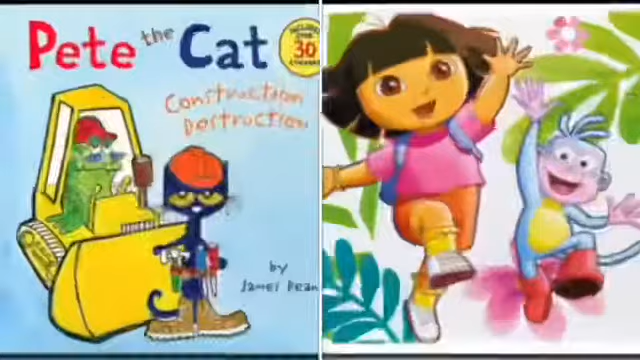 Pete the Cat
30
Construction
Destruction
by
James Dean